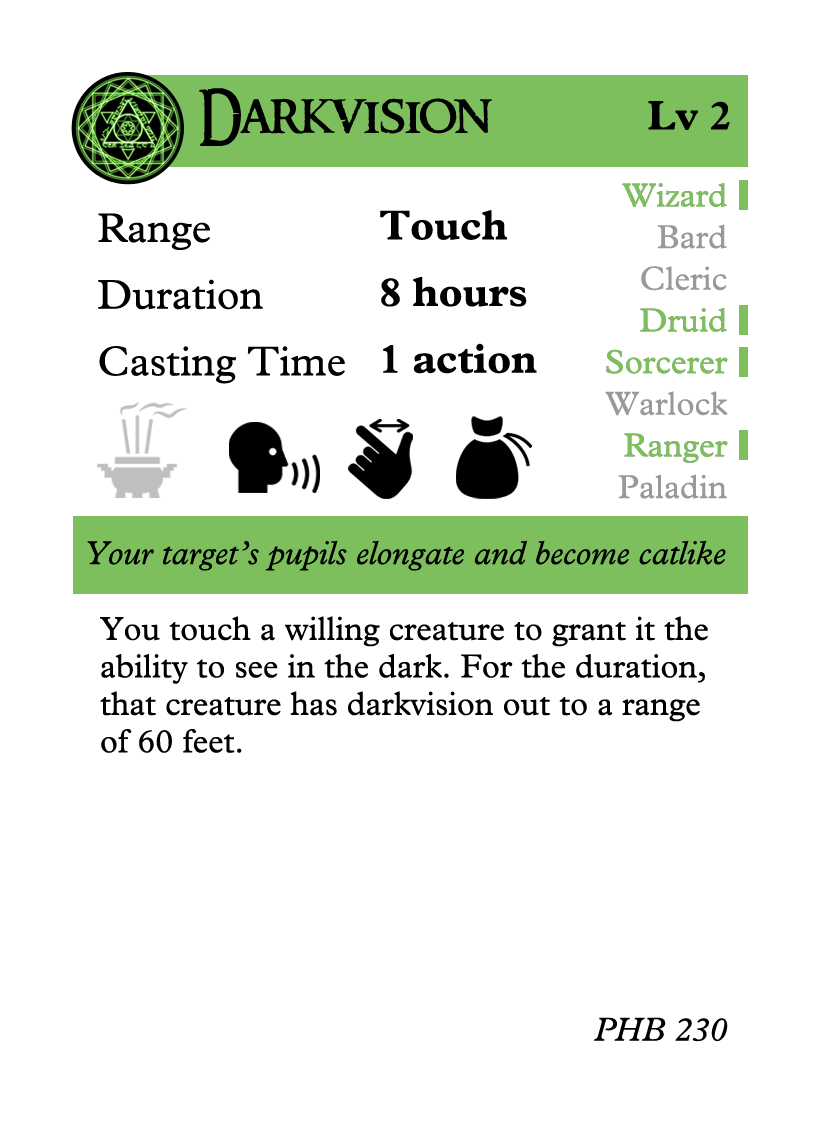 Darkvision
Lv 2
Range Touch
Duration 8 hours
Casting Time 1 action
Wizard
Bard
Cleric
Druid
Sorcerer
Warlock
Ranger
Paladin
Your target's pupils elongate and become catlike
You touch a willing creature to grant it the
ability to see in the dark. For the duration,
that creature has darkvision out to a range
of 60 feet.
PHB 230